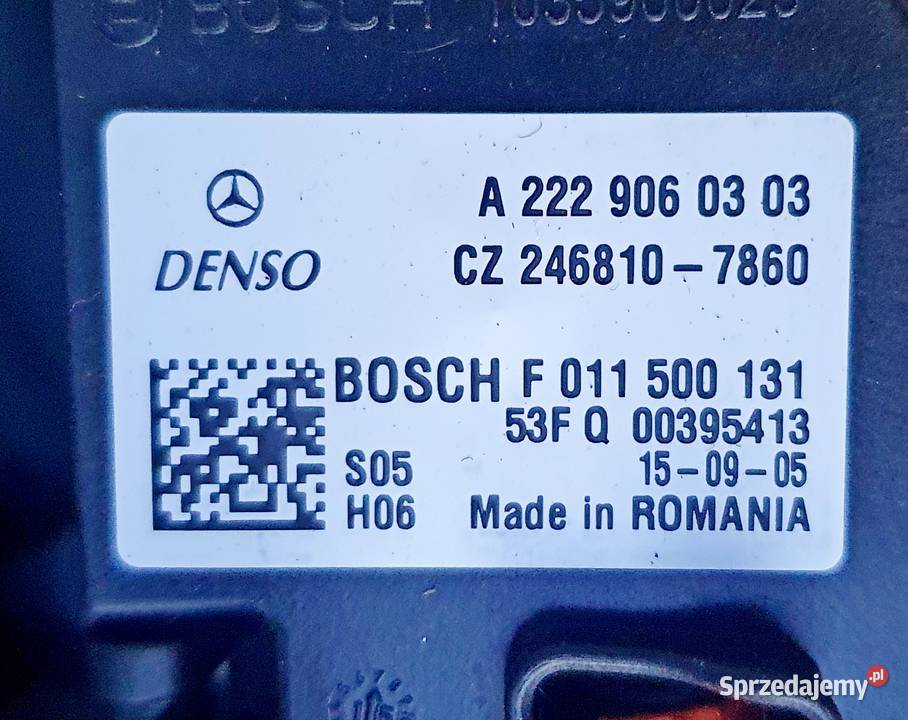 BOSCH
A 222 906 03 03
DENSO
CZ 246810-7860
BOSCH F 011 500 131
53F Q 00395413
S05
15-09-05
H06
Made in ROMANIA
Sprzedajemy.pl